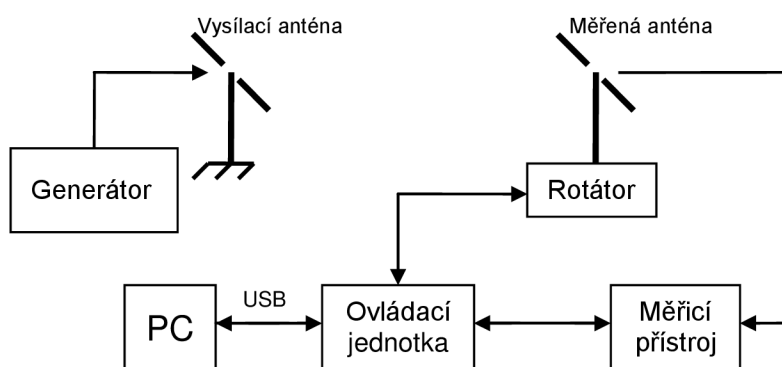 Vysílací anténa
Měřená anténa
Generátor
Rotátor
PC
USB
Ovládací
jednotka
Měřicí
přístroj